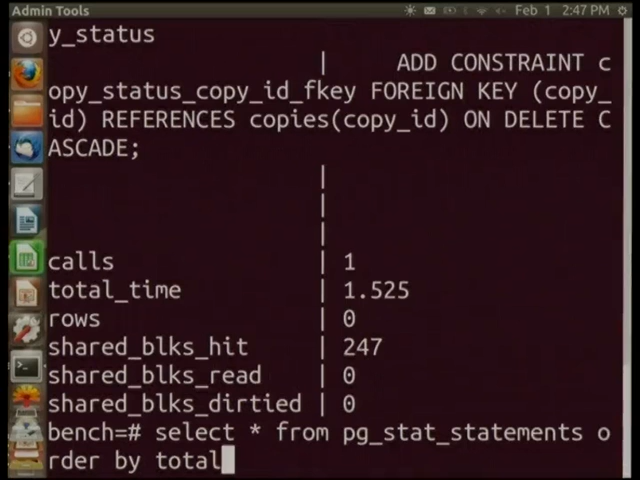 Admin Tools
Feb 1 2:47 PM
y_status
| ADD CONSTRAINT c
opy_status_copy_id_fkey FOREIGN KEY (copy_
id) REFERENCES copies(copy_id) ON DELETE C
ASCADE;
|
|
|
calls | 1
total_time | 1.525
rows | 0
shared_blks_hit | 247
shared_blks_read | 0
shared_blks_dirtied | 0
bench=# select * from pg_stat_statements o
rder by total